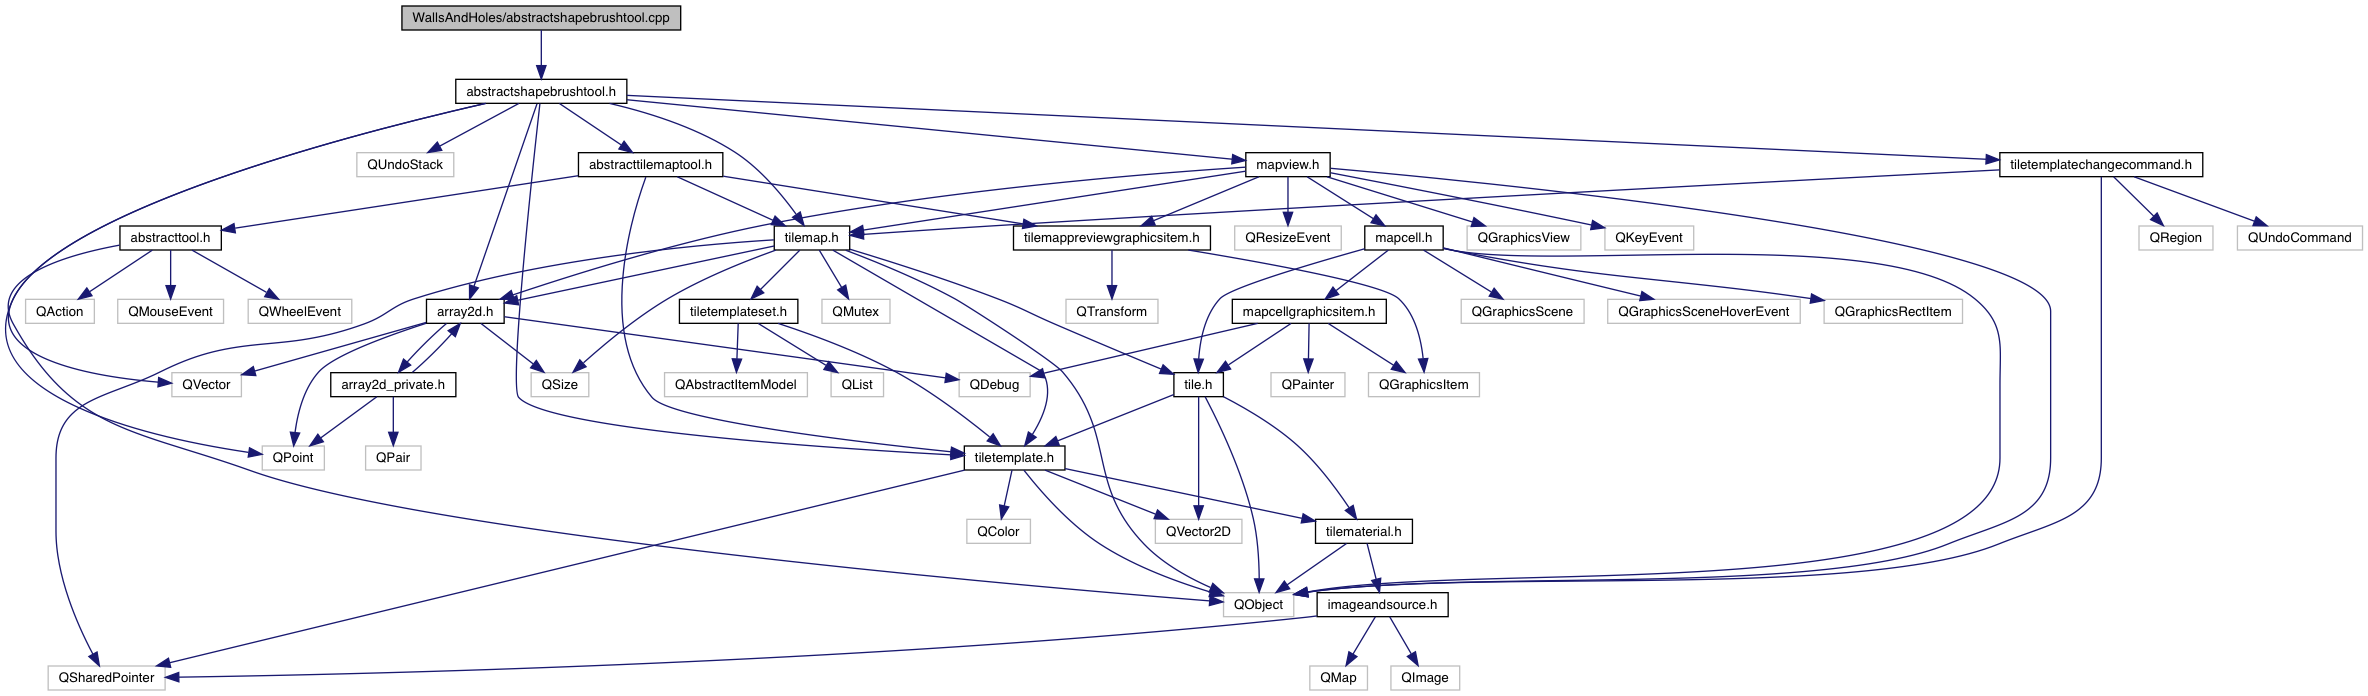 WallsAndHoles/abstractshapebrushtool.cpp
abstractshapebrushtool.h
QUndoStack
abstracttilemaptool.h
mapview.h
tiletemplatechangecommand.h
abstracttool.h
tilemap.h
tilemappreviewgraphicsitem.h
QResizeEvent
mapcell.h
QGraphicsView
QKeyEvent
QRegion
QUndoCommand
QAction
QMouseEvent
QWheelEvent
array2d.h
tiletemplateset.h
QMutex
QTransform
mapcellgraphicsitem.h
QGraphicsScene
QGraphicsSceneHoverEvent
QGraphicsRectItem
QVector
array2d_private.h
QSize
QAbstractItemModel
QList
QDebug
tile.h
QPainter
QGraphicsItem
QPoint
QPair
tiletemplate.h
QColor
QVector2D
tilematerial.h
QObject
imageandsource.h
QSharedPointer
QMap
QImage